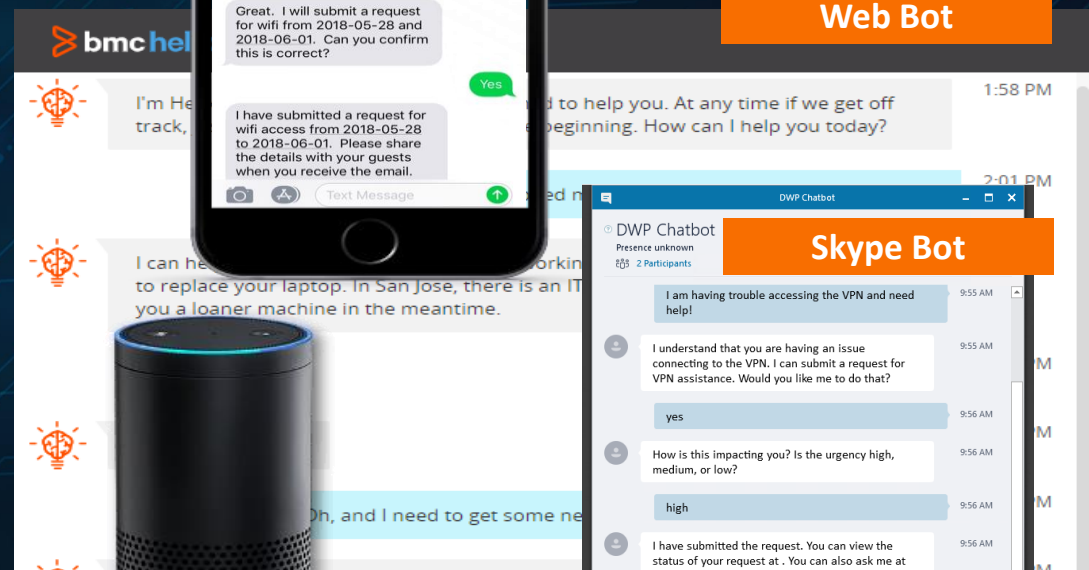 Great.  I will submit a request
for wifi from 2018-05-28 and
2018-06-01.  Can you confirm
this is correct?
Yes
I have submitted a request for
wifi access from 2018-05-28
to 2018-06-01.  Please share
the details with your guests
when you receive the email.
Text Message
Web Bot
bmc hel
1:58 PM
I'm He
d to help you. At any time if we get off
track,
beginning. How can I help you today?
2:01 PM
I can he
orkin
to replace your laptop. In San Jose, there is an IT
you a loaner machine in the meantime.
Oh, and I need to get some ne
DWP Chatbot
DWP Chatbot
Presence unknown
2 Participants
Skype Bot
I am having trouble accessing the VPN and need
help!
9:55 AM
I understand that you are having an issue
connecting to the VPN. I can submit a request for
VPN assistance. Would you like me to do that?
9:55 AM
yes
9:56 AM
How is this impacting you? Is the urgency high,
medium, or low?
9:56 AM
high
9:56 AM
I have submitted the request. You can view the
status of your request at . You can also ask me at
9:56 AM